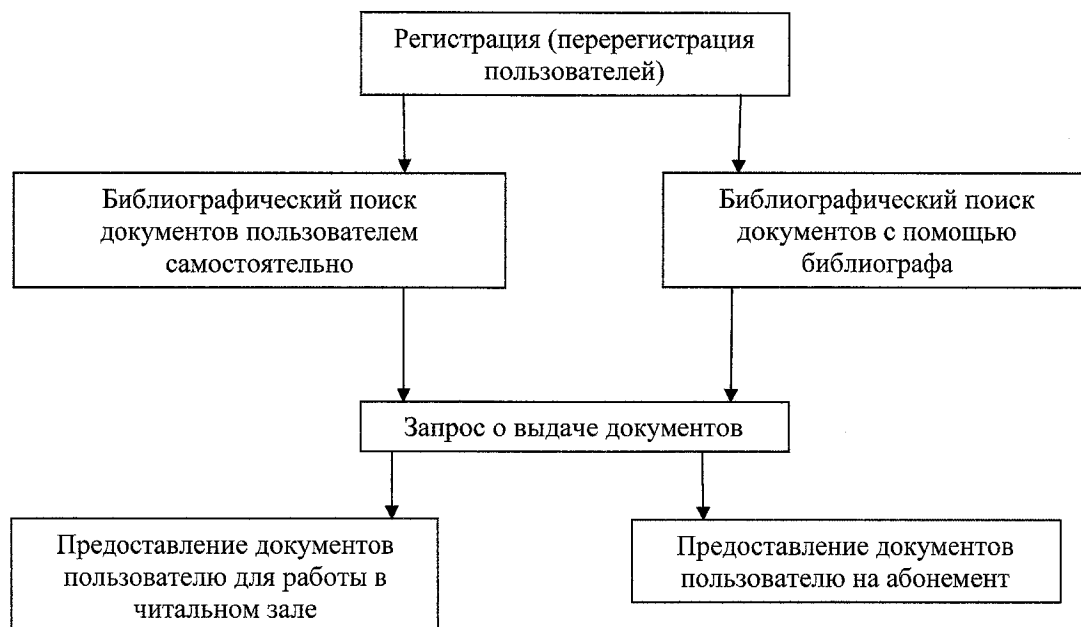 Регистрация (перерегистрация
пользователей)
Библиографический поиск
документов пользователем
самостоятельно
Библиографический поиск
документов с помощью
библиографа
Запрос о выдаче документов
Предоставление документов
пользователю для работы в
читальном зале
Предоставление документов
пользователю на абонемент